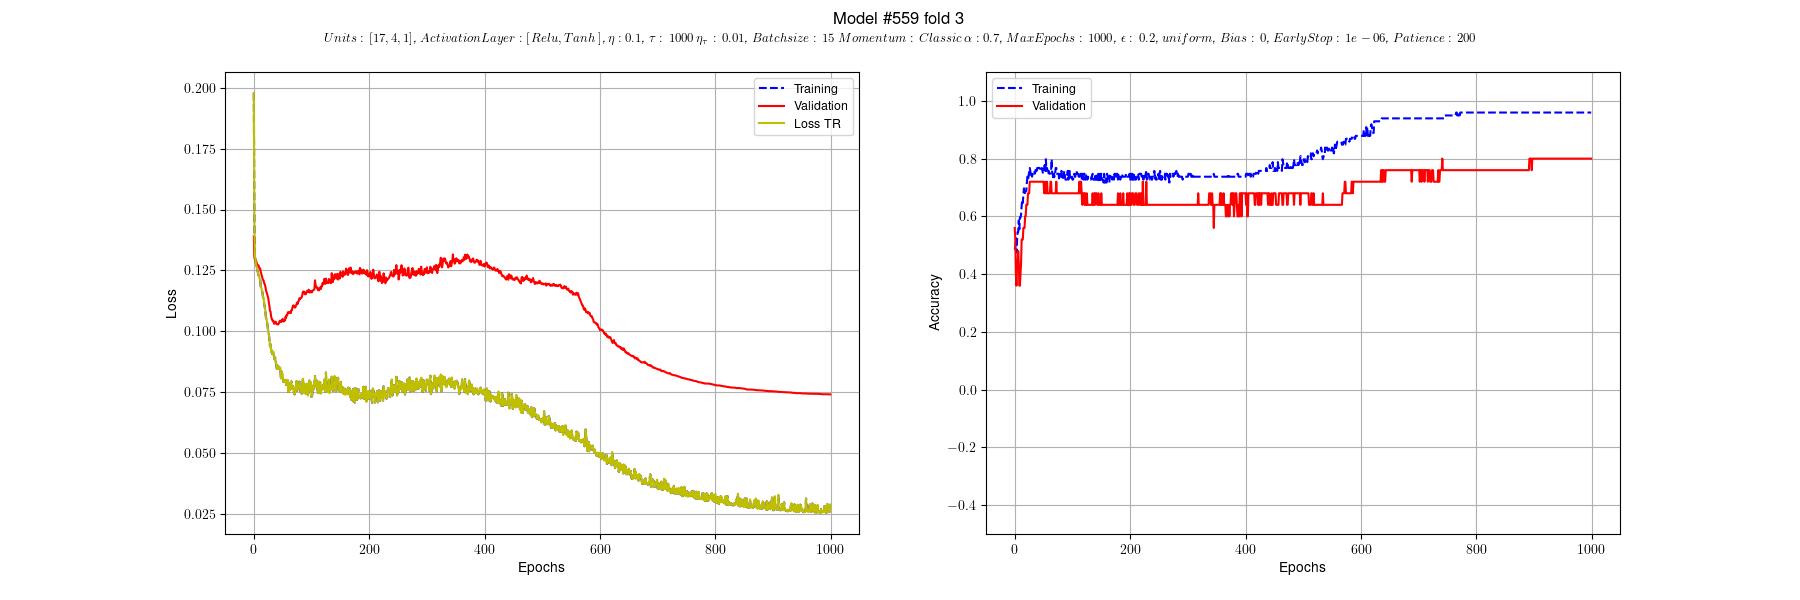 Model #559 fold 3
Units : [17, 4, 1], ActivationLayer : [Relu, Tanh], η : 0.1, τ : 1000 η_τ : 0.01, Batchsize : 15 Momentum : Classic α : 0.7, MaxEpochs : 1000, ϵ : 0.2, uniform, Bias : 0, EarlyStop : 1e − 06, Patience : 200
Training
Validation
Loss TR
0.200
0.175
0.150
0.125
0.100
0.075
0.050
0.025
Loss
0 200 400 600 800 1000
Epochs
Training
Validation
1.0
0.8
0.6
0.4
0.2
0.0
−0.2
−0.4
Accuracy
0 200 400 600 800 1000
Epochs